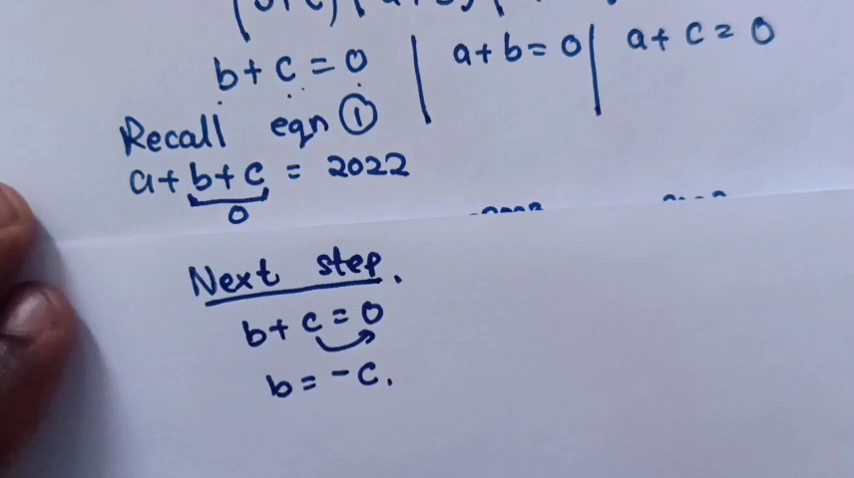 b + c = 0 | a + b = 0 | a + c = 0
Recall eqn ①
a + b + c = 2022
0
Next step.
b + c = 0
b = - c.